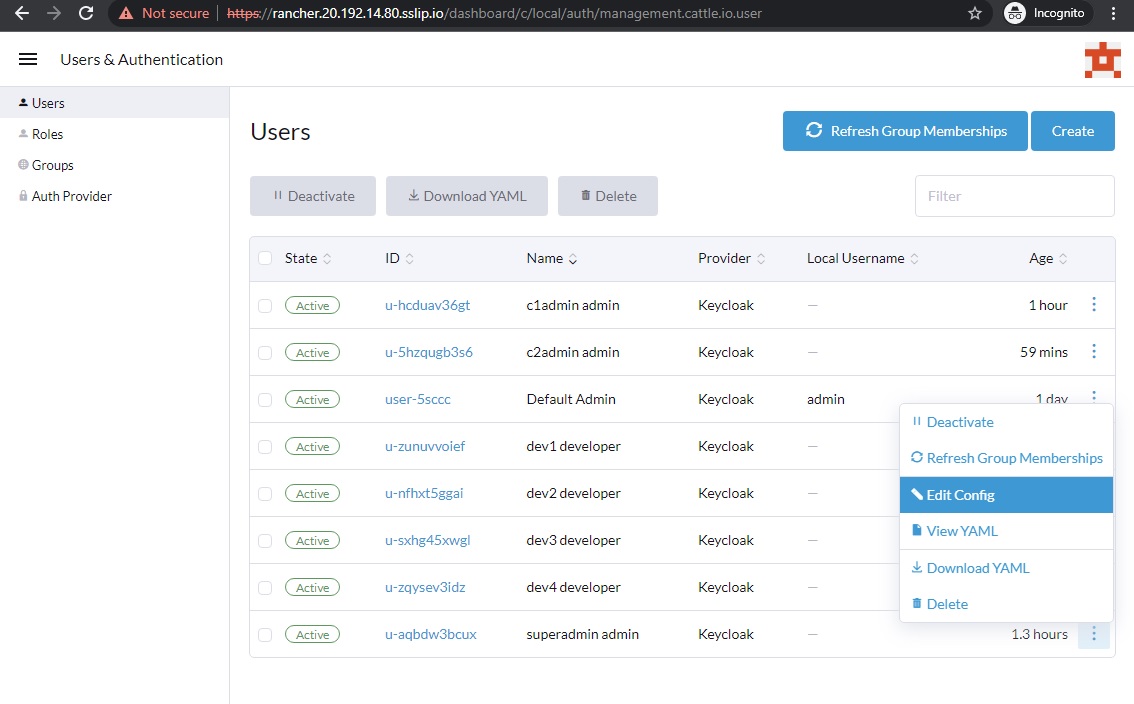 Not secure | https://rancher.20.192.14.80.sslip.io/dashboard/c/local/auth/management.cattle.io.user Incognito
Users & Authentication
Users
Roles
Groups
Auth Provider
Users
Refresh Group Memberships Create
Deactivate Download YAML Delete Filter
State ID Name Provider Local Username Age
Active u-hcduav36gt c1admin admin Keycloak — 1 hour
Active u-5hzqugb3s6 c2admin admin Keycloak — 59 mins
Active user-5sccc Default Admin Keycloak admin 1 day
Active u-zunuvvoief dev1 developer Keycloak —
Active u-nfhxt5ggai dev2 developer Keycloak —
Active u-sxhg45xwgl dev3 developer Keycloak —
Active u-zqysev3idz dev4 developer Keycloak —
Active u-aqbdw3bcux superadmin admin Keycloak — 1.3 hours
Deactivate
Refresh Group Memberships
Edit Config
View YAML
Download YAML
Delete